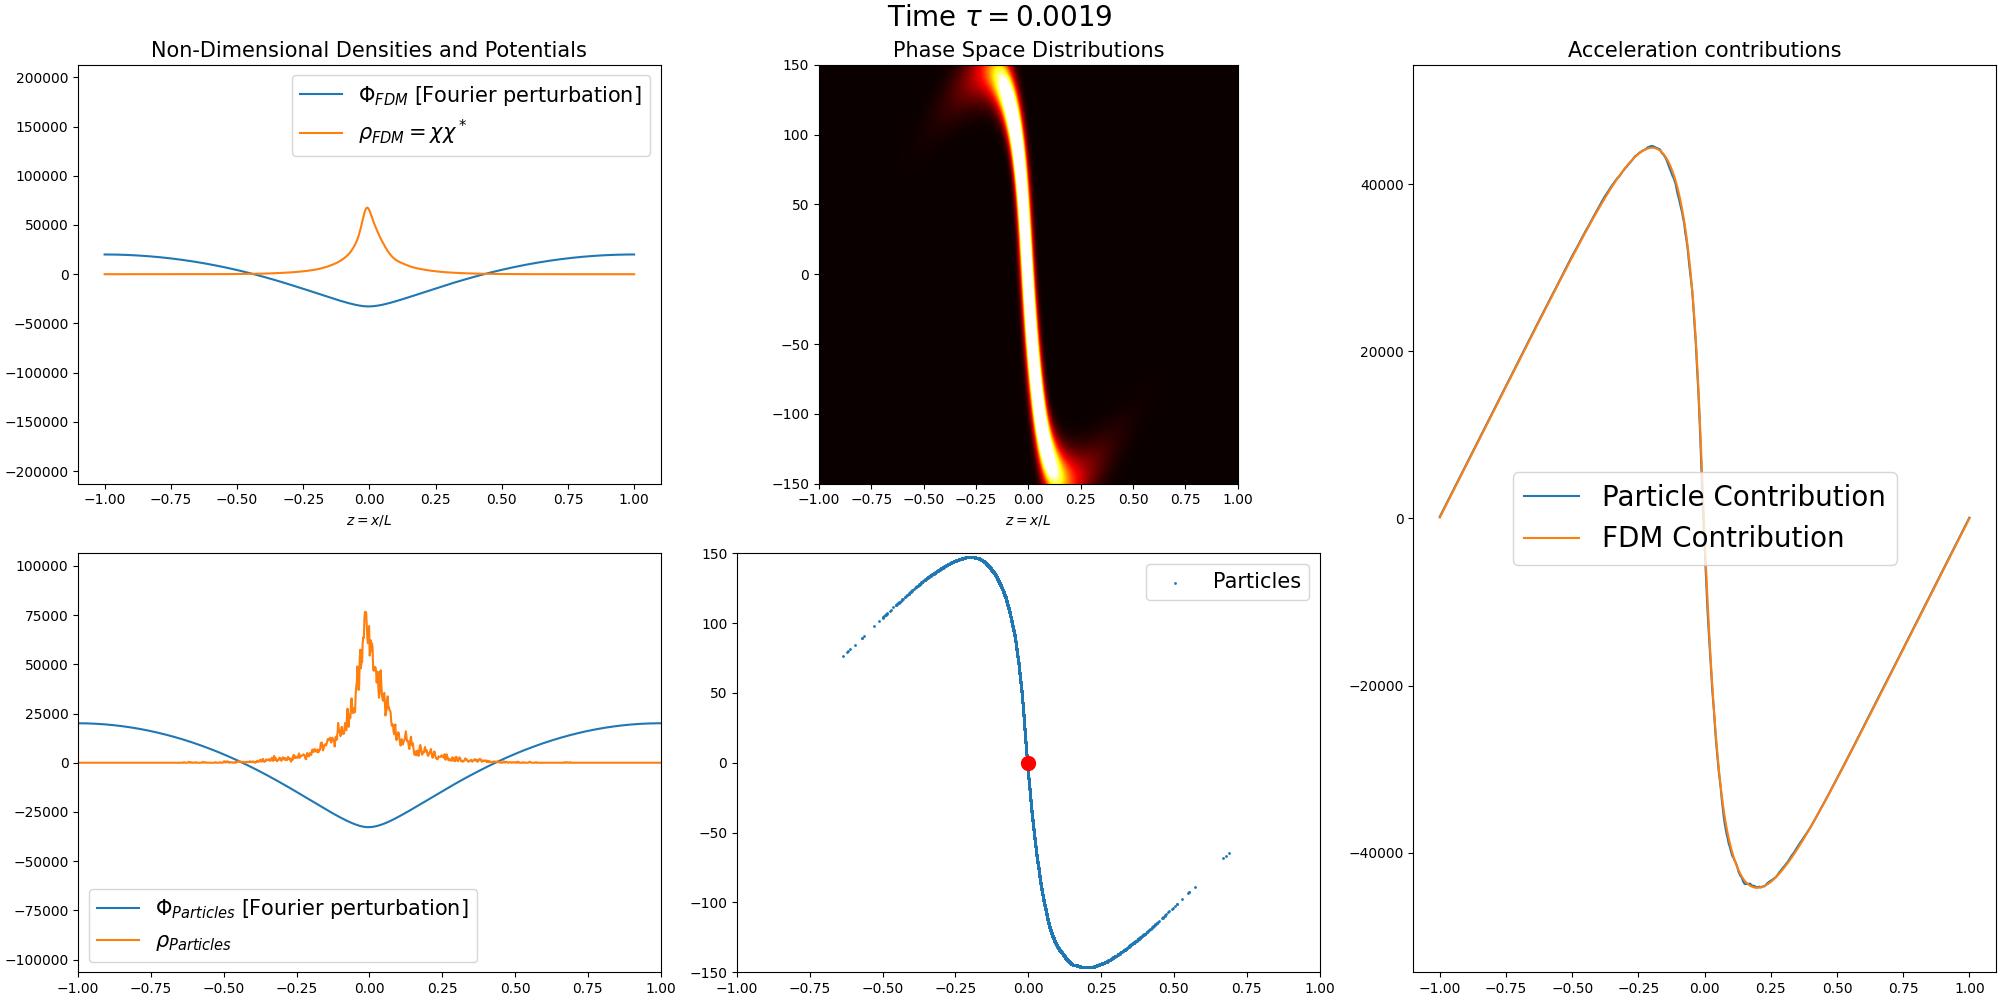 Time τ = 0.0019
Non-Dimensional Densities and Potentials
Φ_FDM [Fourier perturbation]
ρ_FDM = χχ*
200000
150000
100000
50000
0
−50000
−100000
−150000
−200000
−1.00 −0.75 −0.50 −0.25 0.00 0.25 0.50 0.75 1.00
z = x/L
Phase Space Distributions
150
100
50
0
−50
−100
−150
−1.00 −0.75 −0.50 −0.25 0.00 0.25 0.50 0.75 1.00
z = x/L
Acceleration contributions
40000
20000
0
−20000
−40000
Particle Contribution
FDM Contribution
−1.00 −0.75 −0.50 −0.25 0.00 0.25 0.50 0.75 1.00
100000
75000
50000
25000
0
−25000
−50000
−75000
−100000
Φ_Particles [Fourier perturbation]
ρ_Particles
−1.00 −0.75 −0.50 −0.25 0.00 0.25 0.50 0.75 1.00
150
100
50
0
−50
−100
−150
Particles
−1.00 −0.75 −0.50 −0.25 0.00 0.25 0.50 0.75 1.00